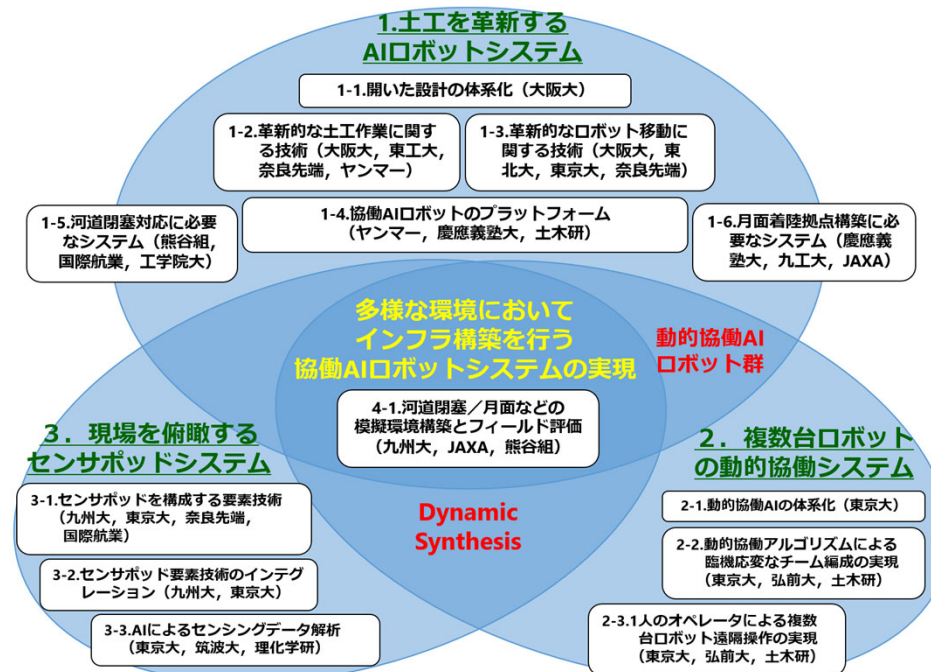 1.土工を革新する
AIロボットシステム
1-1.開いた設計の体系化（大阪大）
1-2.革新的な土工作業に関す
る技術（大阪大，東工大，
奈良先端，ヤンマー）
1-3.革新的なロボット移動に
関する技術（大阪大，東
北大，東京大，奈良先端）
1-4.協働AIロボットのプラットフォーム
（ヤンマー，慶應義塾大，土木研）
1-5.河道閉塞対応に必要
なシステム（熊谷組，
国際航業，工学院大）
1-6.月面着陸拠点構築に必
要なシステム（慶應義
塾大，九工大，JAXA）
多様な環境において
インフラ構築を行う
協働AIロボットシステムの実現
動的協働AI
ロボット群
4-1.河道閉塞／月面などの
模擬環境構築とフィールド評価
（九州大，JAXA，熊谷組）
3．現場を俯瞰する
センサポッドシステム
3-1.センサポッドを構成する要素技術
（九州大，東京大，奈良先端，
国際航業）
3-2.センサポッド要素技術のインテグ
レーション（九州大，東京大）
3-3.AIによるセンシングデータ解析
（東京大，筑波大，理化学研）
Dynamic
Synthesis
2．複数台ロボット
の動的協働システム
2-1.動的協働AIの体系化（東京大）
2-2.動的協働アルゴリズムによる
臨機応変なチーム編成の実現
（東京大，弘前大，土木研）
2-3.1人のオペレータによる複数
台ロボット遠隔操作の実現
（東京大，弘前大，土木研）